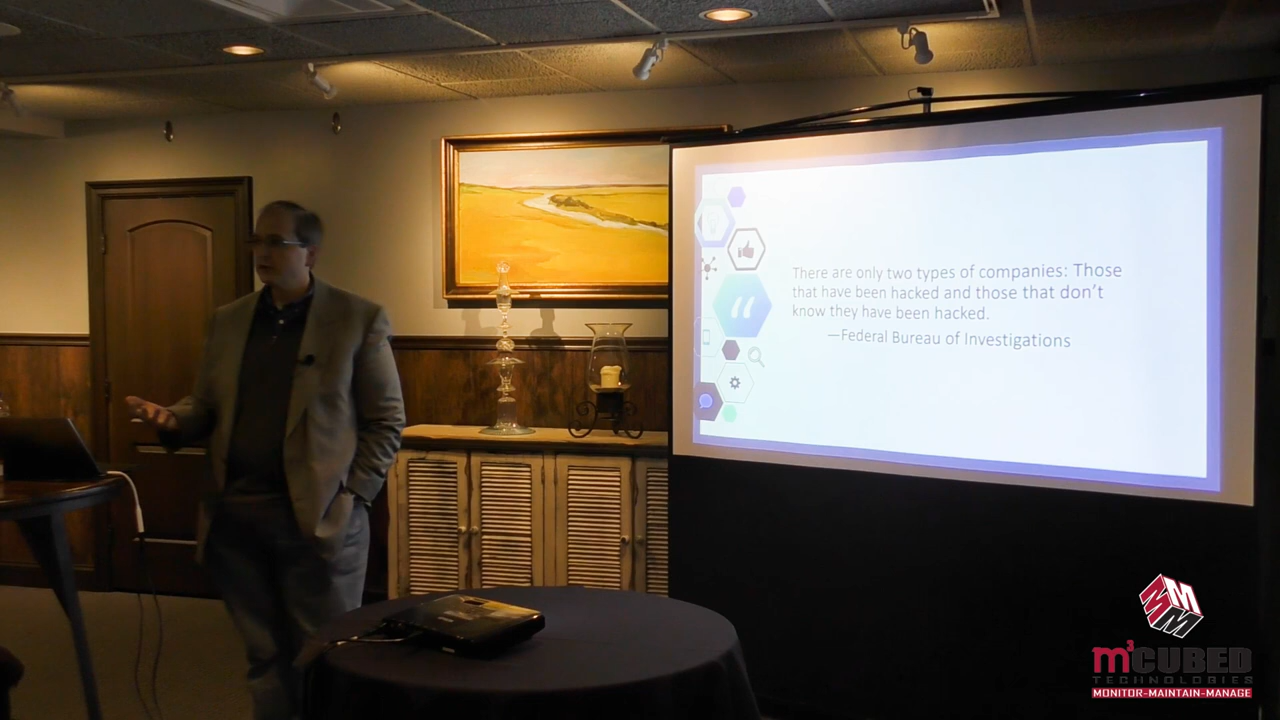 There are only two types of companies: Those
that have been hacked and those that don't
know they have been hacked.
—Federal Bureau of Investigations
MMM
m³CUBED
TECHNOLOGIES
MONITOR-MAINTAIN-MANAGE